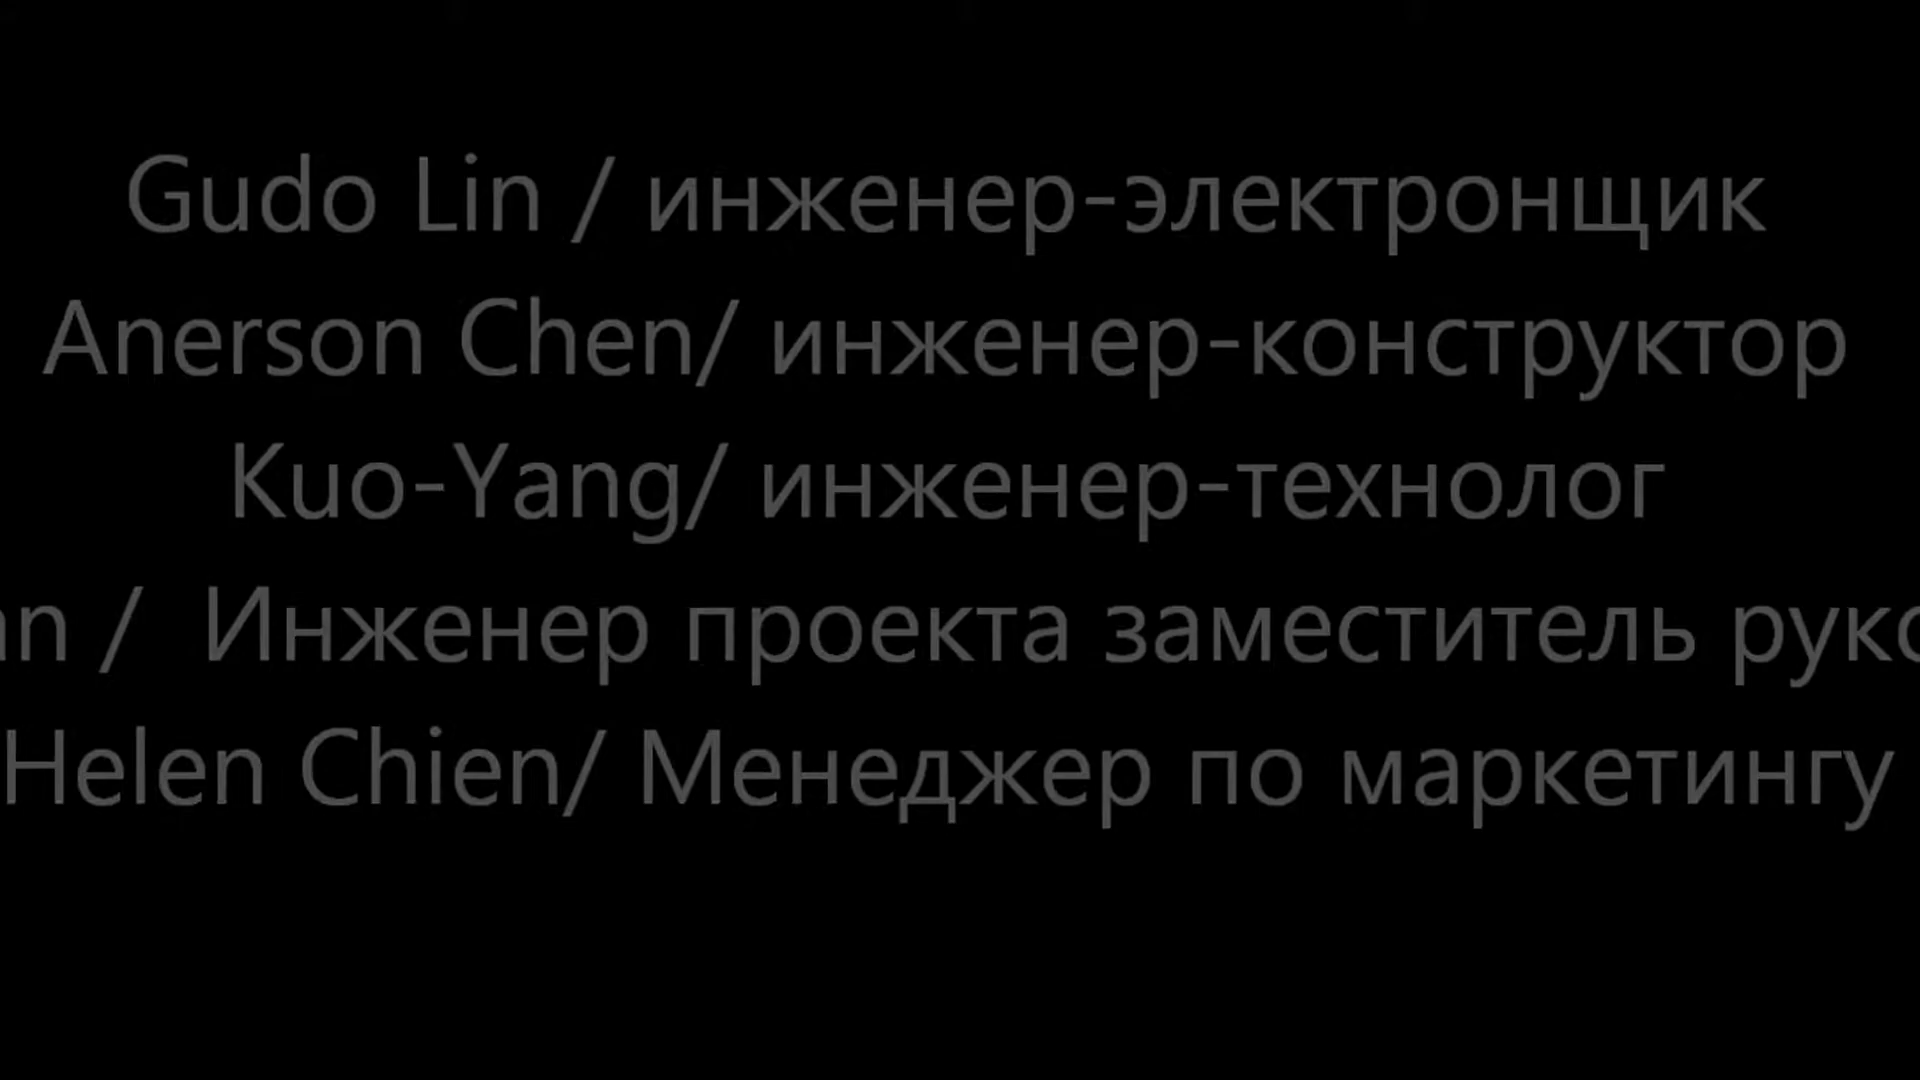 Gudo Lin / инженер-электронщик
Anerson Chen/ инженер-конструктор
Kuo-Yang/ инженер-технолог
/ Инженер проекта заместитель
Helen Chien/ Менеджер по маркетингу